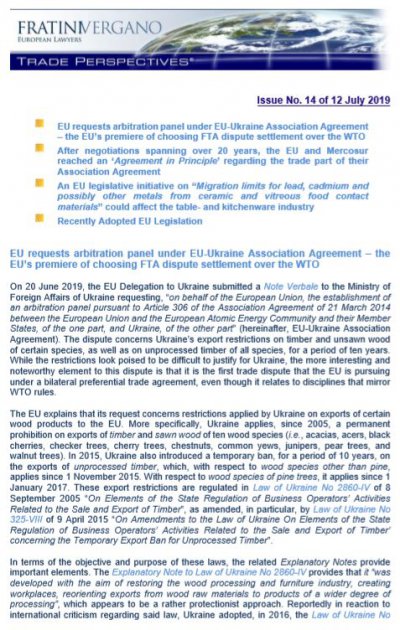 FRATINIVERGANO
EUROPEAN LAWYERS
TRADE PERSPECTIVES®
Issue No. 14 of 12 July 2019
EU requests arbitration panel under EU-Ukraine Association Agreement
– the EU's premiere of choosing FTA dispute settlement over the WTO
After negotiations spanning over 20 years, the EU and Mercosur
reached an 'Agreement in Principle' regarding the trade part of their
Association Agreement
An EU legislative initiative on "Migration limits for lead, cadmium and
possibly other metals from ceramic and vitreous food contact
materials" could affect the table- and kitchenware industry
Recently Adopted EU Legislation
EU requests arbitration panel under EU-Ukraine Association Agreement – the
EU's premiere of choosing FTA dispute settlement over the WTO
On 20 June 2019, the EU Delegation to Ukraine submitted a Note Verbale to the Ministry of
Foreign Affairs of Ukraine requesting, "on behalf of the European Union, the establishment of
an arbitration panel pursuant to Article 306 of the Association Agreement of 21 March 2014
between the European Union and the European Atomic Energy Community and their Member
States, of the one part, and Ukraine, of the other part" (hereinafter, EU-Ukraine Association
Agreement). The dispute concerns Ukraine's export restrictions on timber and unsawn wood
of certain species, as well as on unprocessed timber of all species, for a period of ten years.
While the restrictions look poised to be difficult to justify for Ukraine, the more interesting and
noteworthy element to this dispute is that it is the first trade dispute that the EU is pursuing
under a bilateral preferential trade agreement, even though it relates to disciplines that mirror
WTO rules.
The EU explains that its request concerns restrictions applied by Ukraine on exports of certain
wood products to the EU. More specifically, Ukraine applies, since 2005, a permanent
prohibition on exports of timber and sawn wood of ten wood species (i.e., acacias, acers, black
cherries, checker trees, cherry trees, chestnuts, common yews, junipers, pear trees, and
walnut trees). In 2015, Ukraine also introduced a temporary ban, for a period of 10 years, on
the exports of unprocessed timber, which, with respect to wood species other than pine,
applies since 1 November 2015. With respect to wood species of pine trees, it applies since 1
January 2017. These export restrictions are regulated in Law of Ukraine No 2860-IV of 8
September 2005 "On Elements of the State Regulation of Business Operators' Activities
Related to the Sale and Export of Timber", as amended, in particular, by Law of Ukraine No
325-VIII of 9 April 2015 "On Amendments to the Law of Ukraine On Elements of the State
Regulation of Business Operators' Activities Related to the Sale and Export of Timber'
concerning the Temporary Export Ban for Unprocessed Timber".
In terms of the objective and purpose of these laws, the related Explanatory Notes provide
important elements. The Explanatory Note to Law of Ukraine No 2860-IV provides that it "was
developed with the aim of restoring the wood processing and furniture industry, creating
workplaces, reorienting exports from wood raw materials to products of a wider degree of
processing", which appears to be a rather protectionist approach. Reportedly in reaction to
international criticism regarding said law, Ukraine adopted, in 2016, the Law of Ukraine No